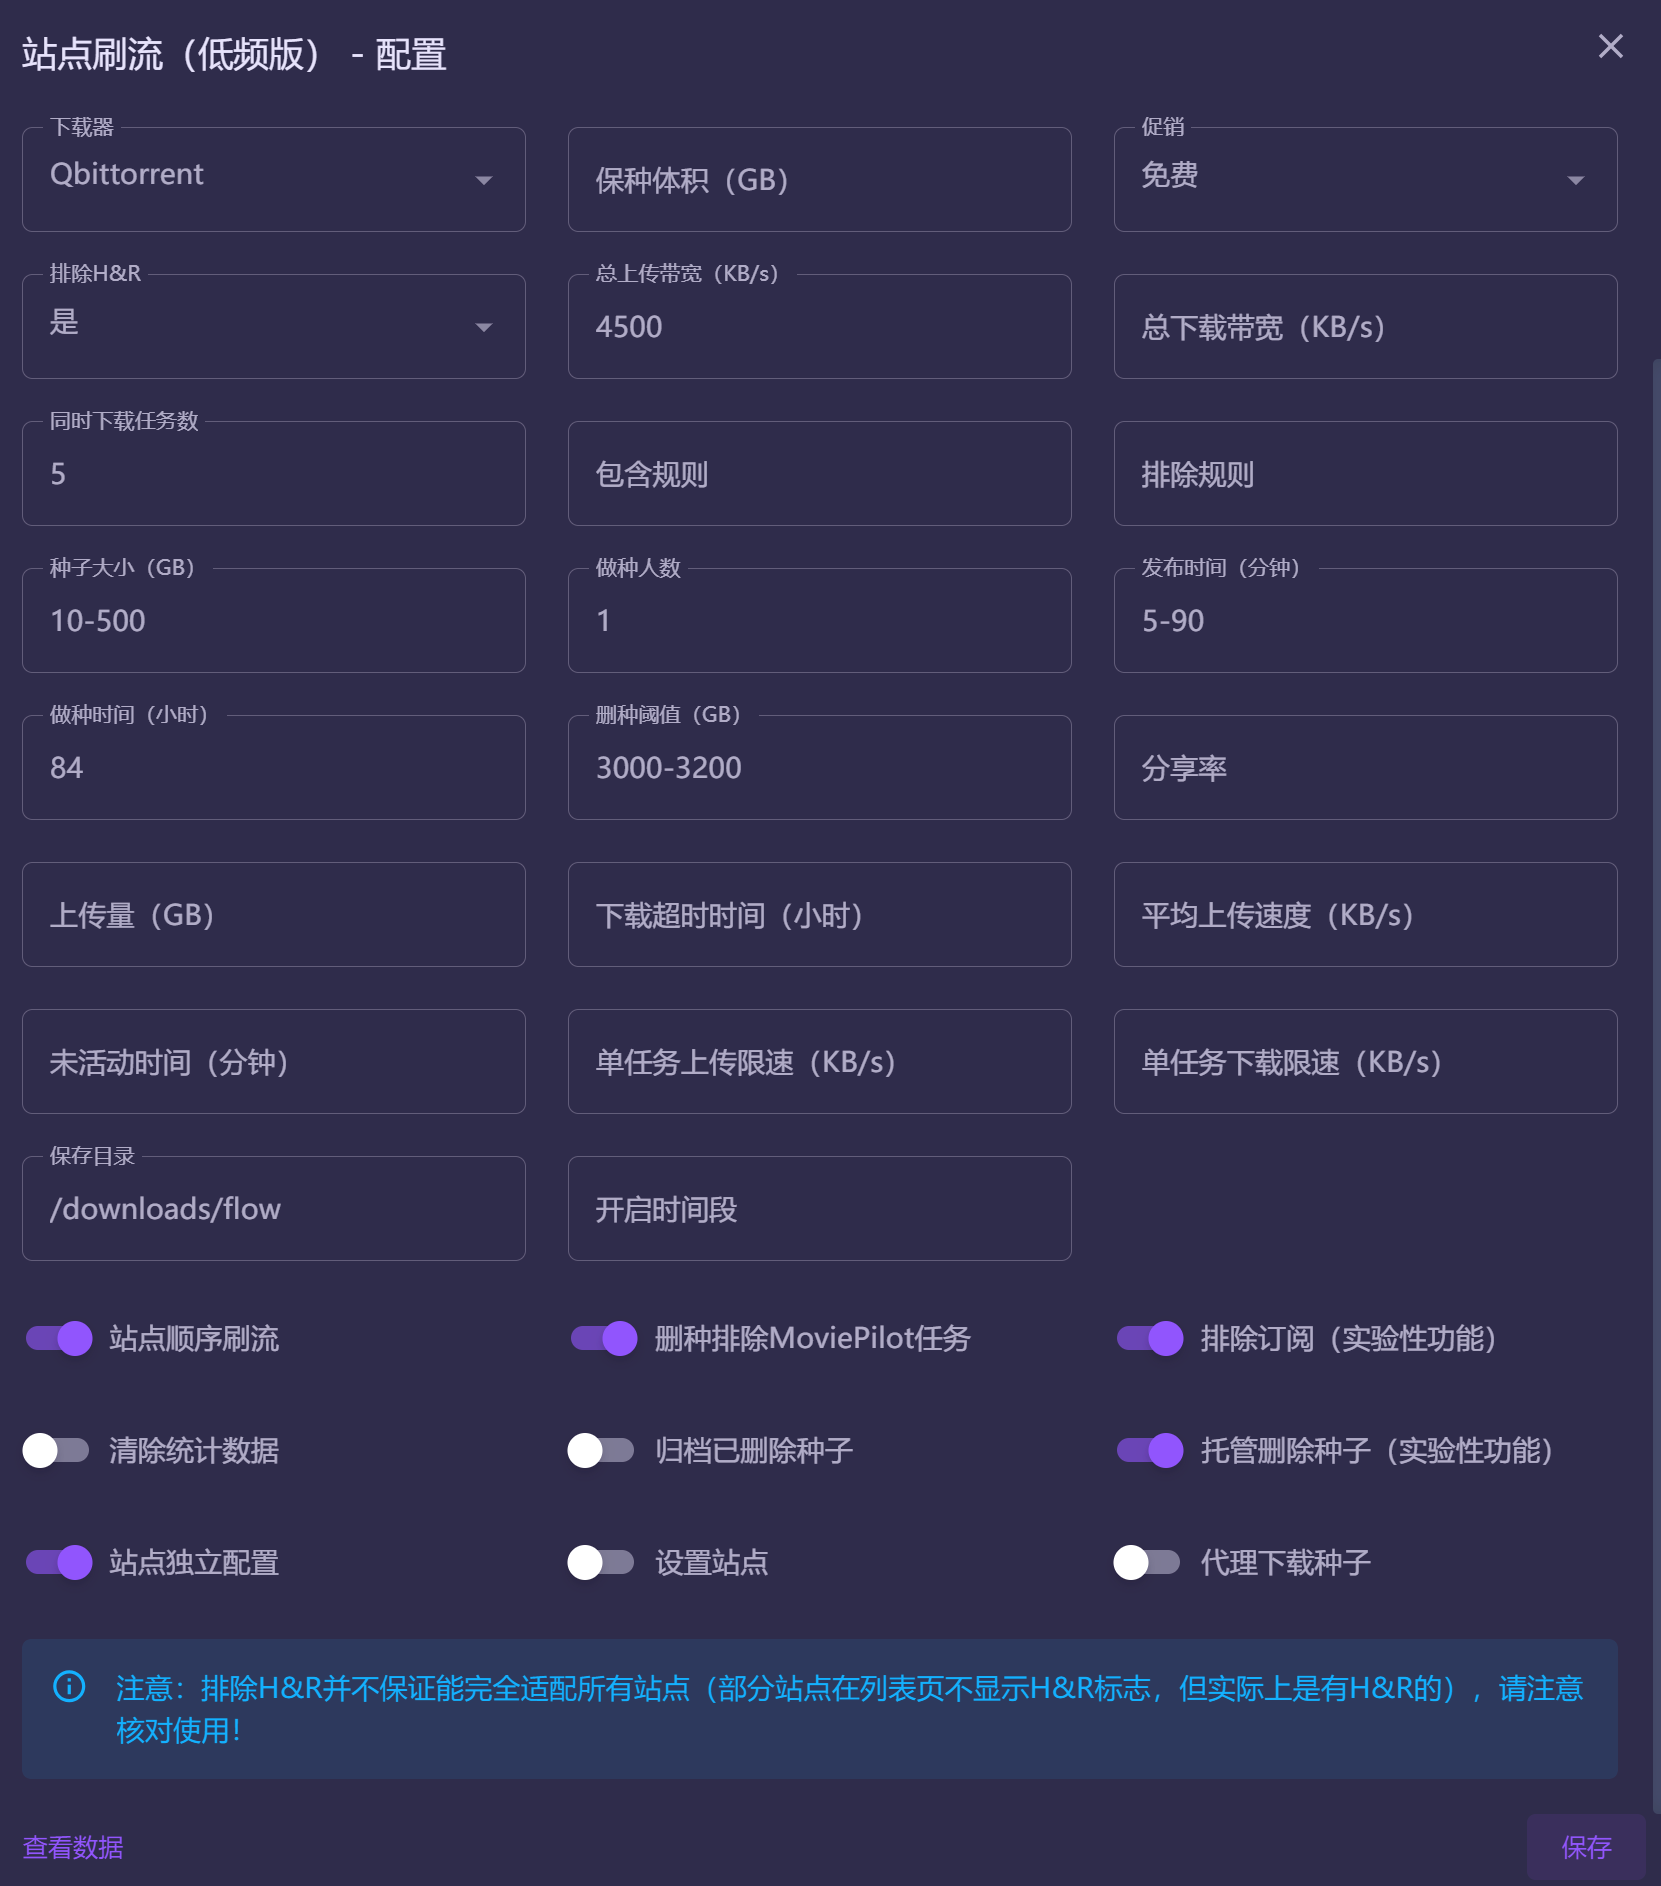 站点刷流（低频版） - 配置
下载器
Qbittorrent
保种体积（GB）
促销
免费
排除H&R
是
总上传带宽（KB/s）
4500
总下载带宽（KB/s）
同时下载任务数
5
包含规则
排除规则
种子大小（GB）
10-500
做种人数
1
发布时间（分钟）
5-90
做种时间（小时）
84
删种阈值（GB）
3000-3200
分享率
上传量（GB）
下载超时时间（小时）
平均上传速度（KB/s）
未活动时间（分钟）
单任务上传限速（KB/s）
单任务下载限速（KB/s）
保存目录
/downloads/flow
开启时间段
站点顺序刷流
删种排除MoviePilot任务
排除订阅（实验性功能）
清除统计数据
归档已删除种子
托管删除种子（实验性功能）
站点独立配置
设置站点
代理下载种子
注意：排除H&R并不保证能完全适配所有站点（部分站点在列表页不显示H&R标志，但实际上是有H&R的），请注意
核对使用！
查看数据
保存